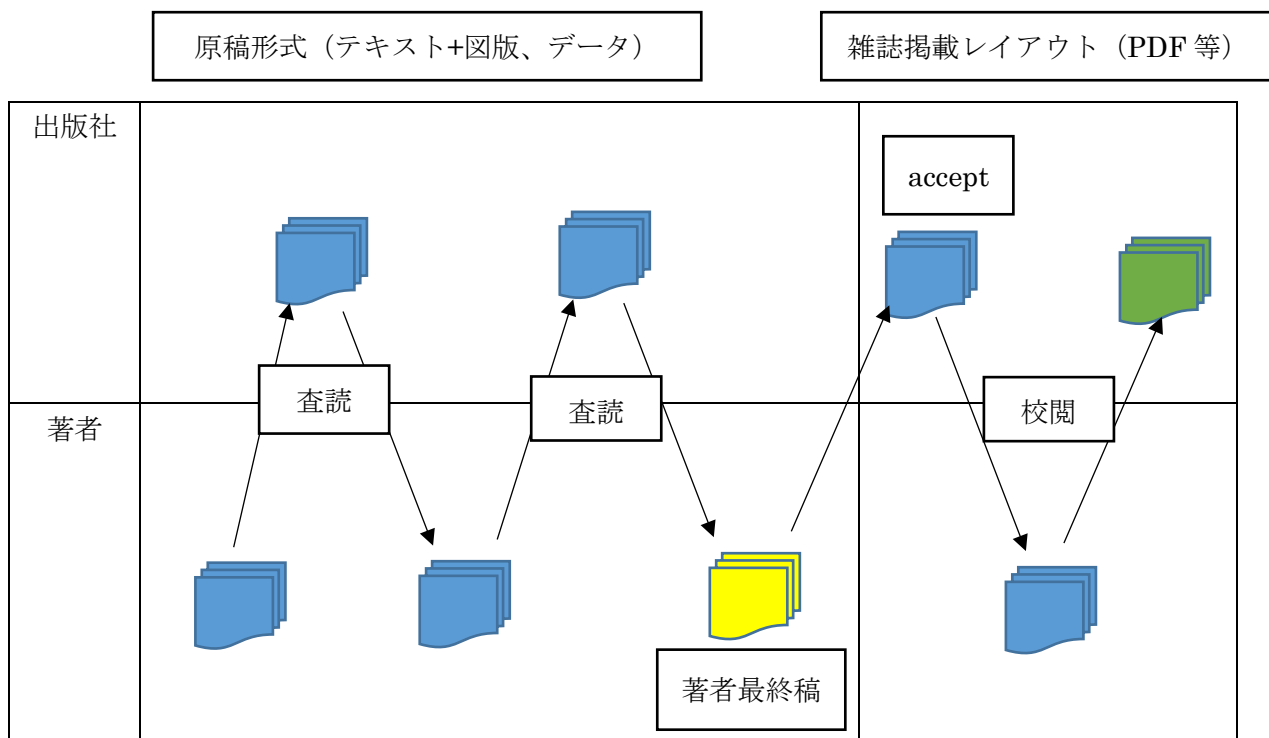 原稿形式（テキスト+図版、データ）
雑誌掲載レイアウト（PDF 等）
出版社
accept
査読
査読
校閲
著者
著者最終稿